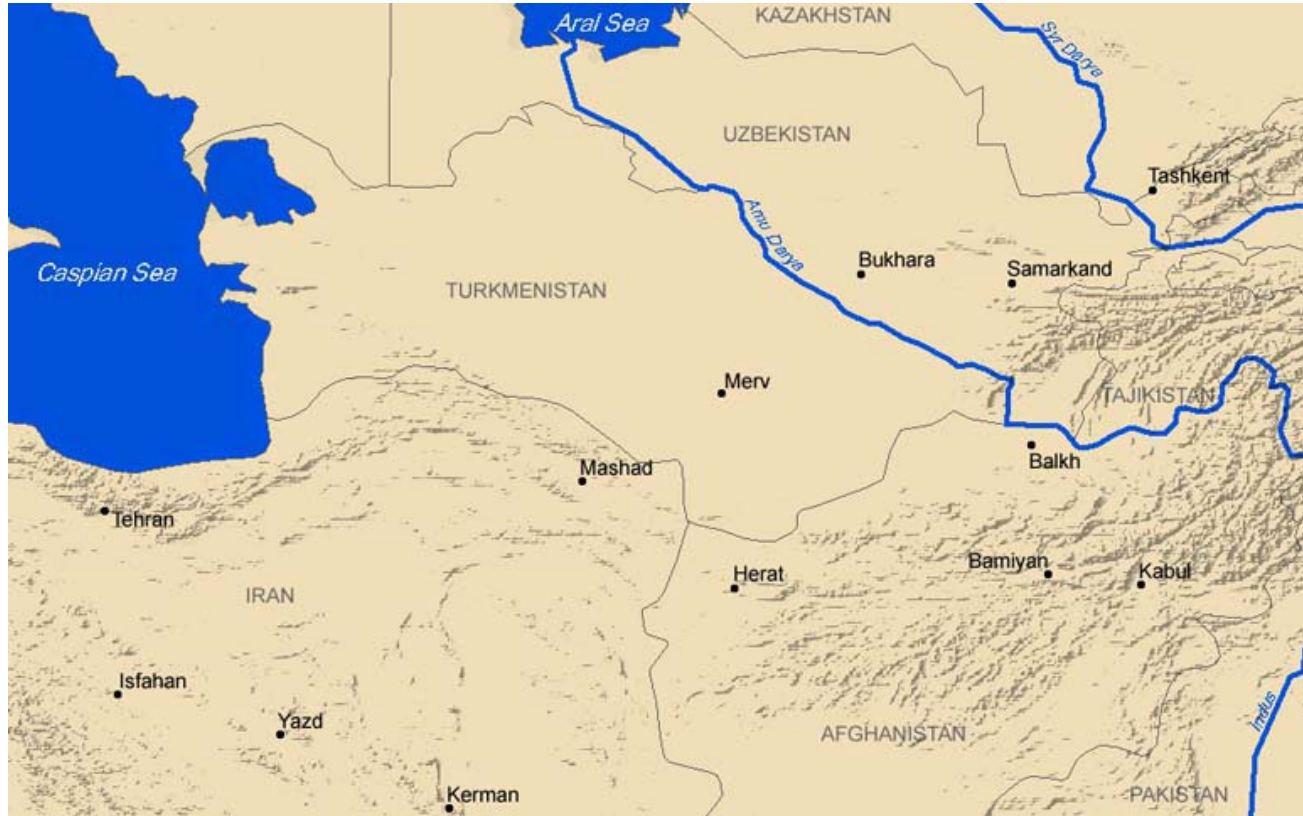 Aral Sea
KAZAKHSTAN
Syr Darya
UZBEKISTAN
Tashkent
Amu Darya
Bukhara
Samarkand
Caspian Sea
TURKMENISTAN
Merv
TAJIKISTAN
Balkh
Mashad
Tehran
Herat
Bamiyan
Kabul
IRAN
Isfahan
Yazd
Indus
AFGHANISTAN
Kerman
PAKISTAN